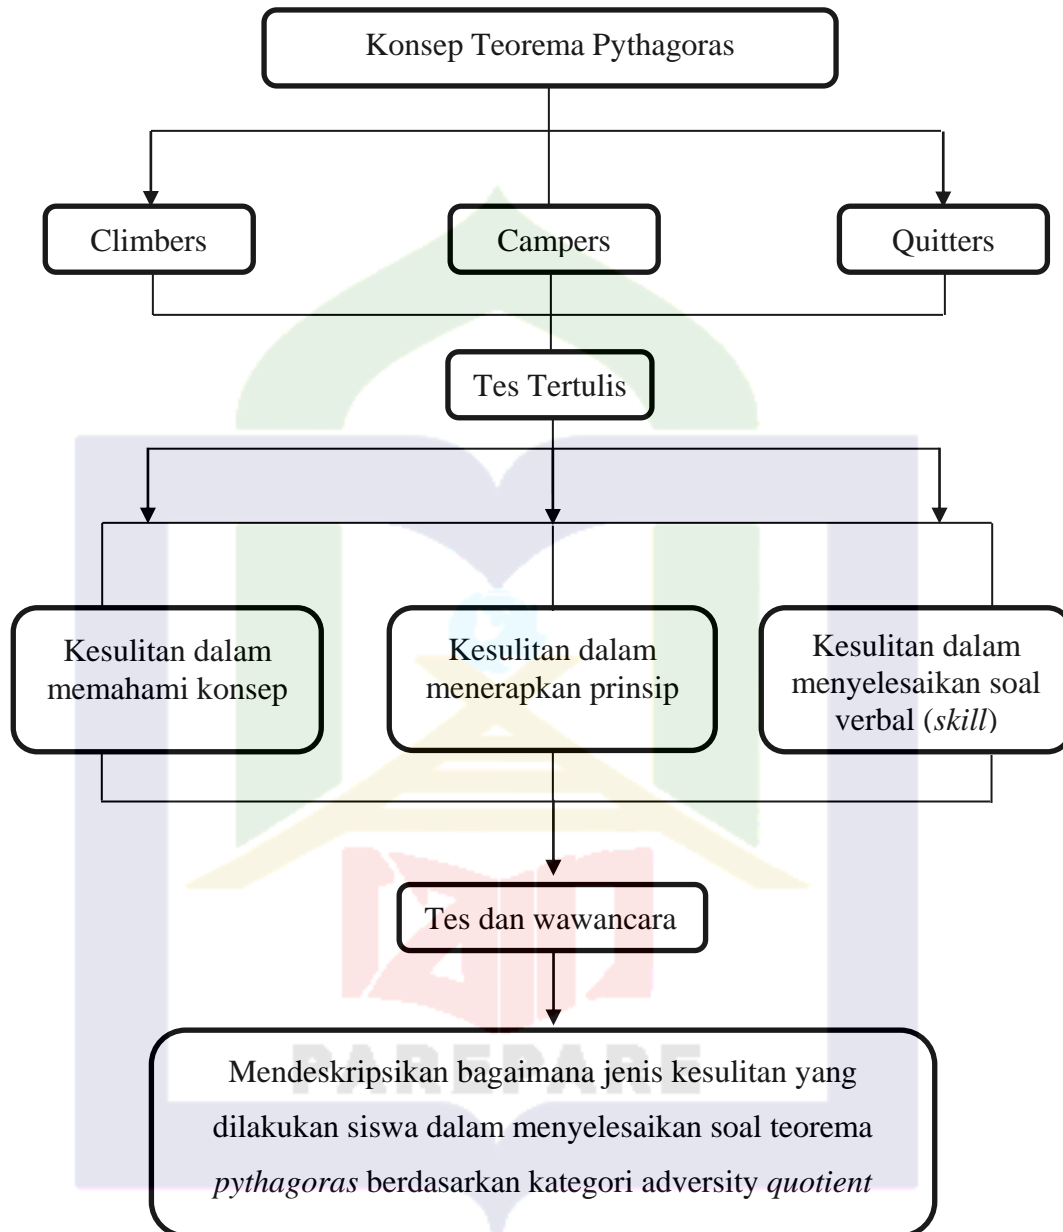 Konsep Teorema Pythagoras
Climbers
Campers
Quitters
Tes Tertulis
Kesulitan dalam
memahami konsep
Kesulitan dalam
menerapkan prinsip
Kesulitan dalam
menyelesaikan soal
verbal (skill)
Tes dan wawancara
PAREPARE
Mendeskripsikan bagaimana jenis kesulitan yang
dilakukan siswa dalam menyelesaikan soal teorema
pythagoras berdasarkan kategori adversity quotient